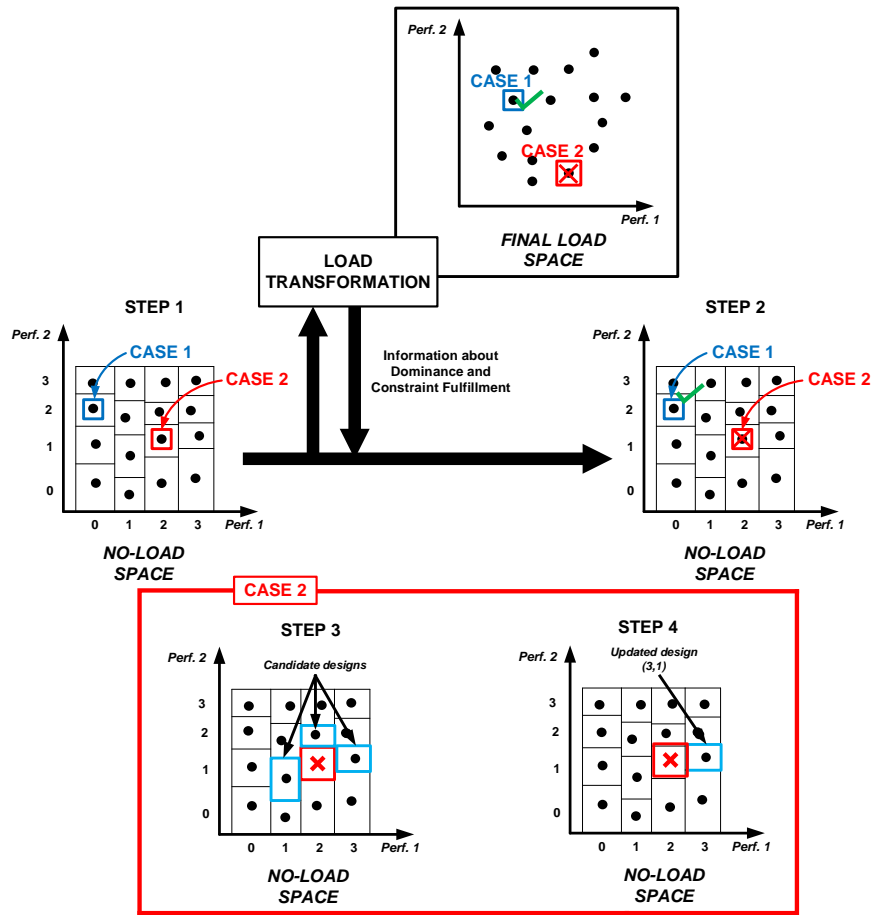 Perf. 2
CASE 1
CASE 2
Perf. 1
FINAL LOAD
SPACE
LOAD
TRANSFORMATION
STEP 1
Perf. 2
CASE 1
CASE 2
3
2
1
0
0 1 2 3
Perf. 1
NO-LOAD
SPACE
Information about
Dominance and
Constraint Fulfillment
STEP 2
Perf. 2
CASE 1
CASE 2
3
2
1
0
0 1 2 3
Perf. 1
NO-LOAD
SPACE
CASE 2
STEP 3
Perf. 2
Candidate designs
3
2
1
0
0 1 2 3
Perf. 1
NO-LOAD
SPACE
STEP 4
Perf. 2
Updated design
(3,1)
3
2
1
0
0 1 2 3
Perf. 1
NO-LOAD
SPACE